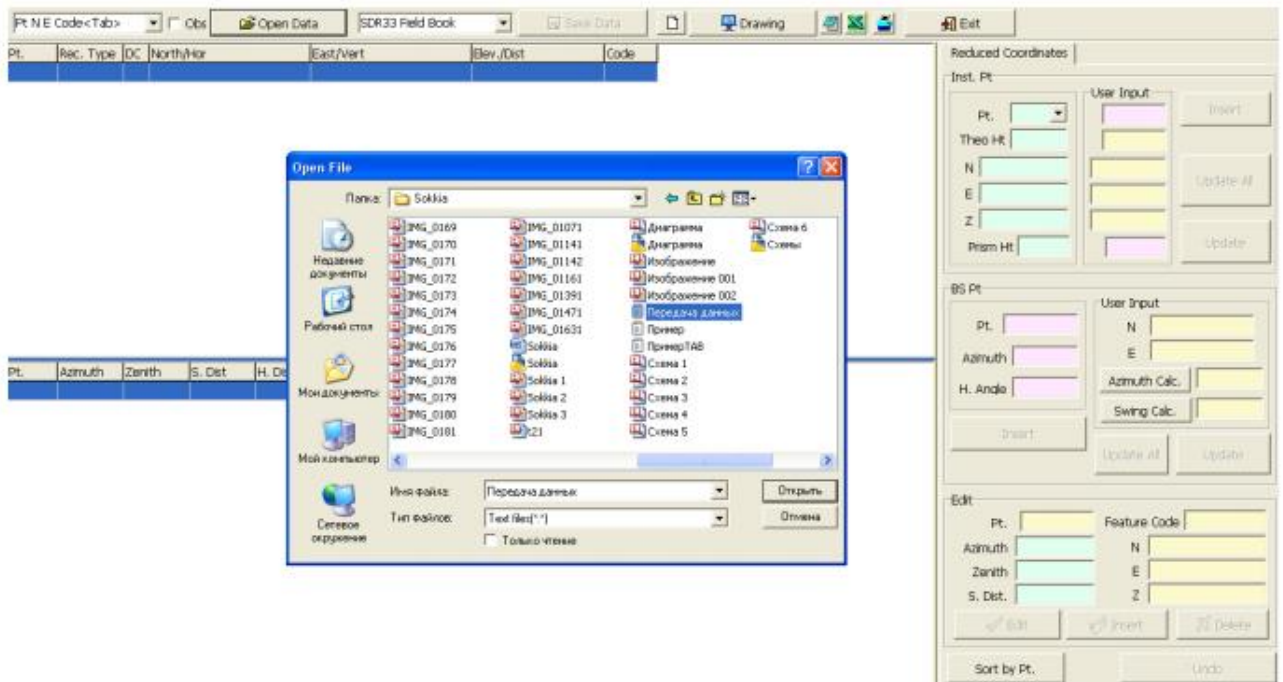 Pt N E Code<Tab> Obs Open Data SDR33 Field Book Save Data Drawing Exit
Pt. Rec. Type DC North/Hor East/Vert Elev./Dist Code
Reduced Coordinates
Inst. Pt
User Input
Pt. Insert
Theo Ht
N
Update All
E
Z
Prism Ht Update
Open File
Папка: Sokkia
Недавние документы
Рабочий стол
Мои документы
Мой компьютер
Сетевое окружение
IMG_0169 IMG_01071 Диаграмма Схема 6
IMG_0170 IMG_01141 Диаграмма Схемы
IMG_0171 IMG_01142 Изображение
IMG_0172 IMG_01161 Изображение 001
IMG_0173 IMG_01391 Изображение 002
IMG_0174 IMG_01471 Передача данных
IMG_0175 IMG_01631 Пример
IMG_0176 Sokkia ПримерTAB
IMG_0177 Sokkia Схема 1
IMG_0178 Sokkia 1 Схема 2
IMG_0179 Sokkia 2 Схема 3
IMG_0180 Sokkia 3 Схема 4
IMG_0181 t21 Схема 5
Имя файла: Передача данных Открыть
Тип файлов: Text files(*.*) Отмена
Только чтение
Pt. Azimuth Zenith S. Dist
BS Pt
User Input
Pt. N
Azimuth E
H. Angle Azimuth Calc.
Swing Calc.
Insert
Update All Update
Edit
Pt. Feature Code
Azimuth N
Zenith E
S. Dist. Z
Edit Insert Delete
Sort by Pt. Undo